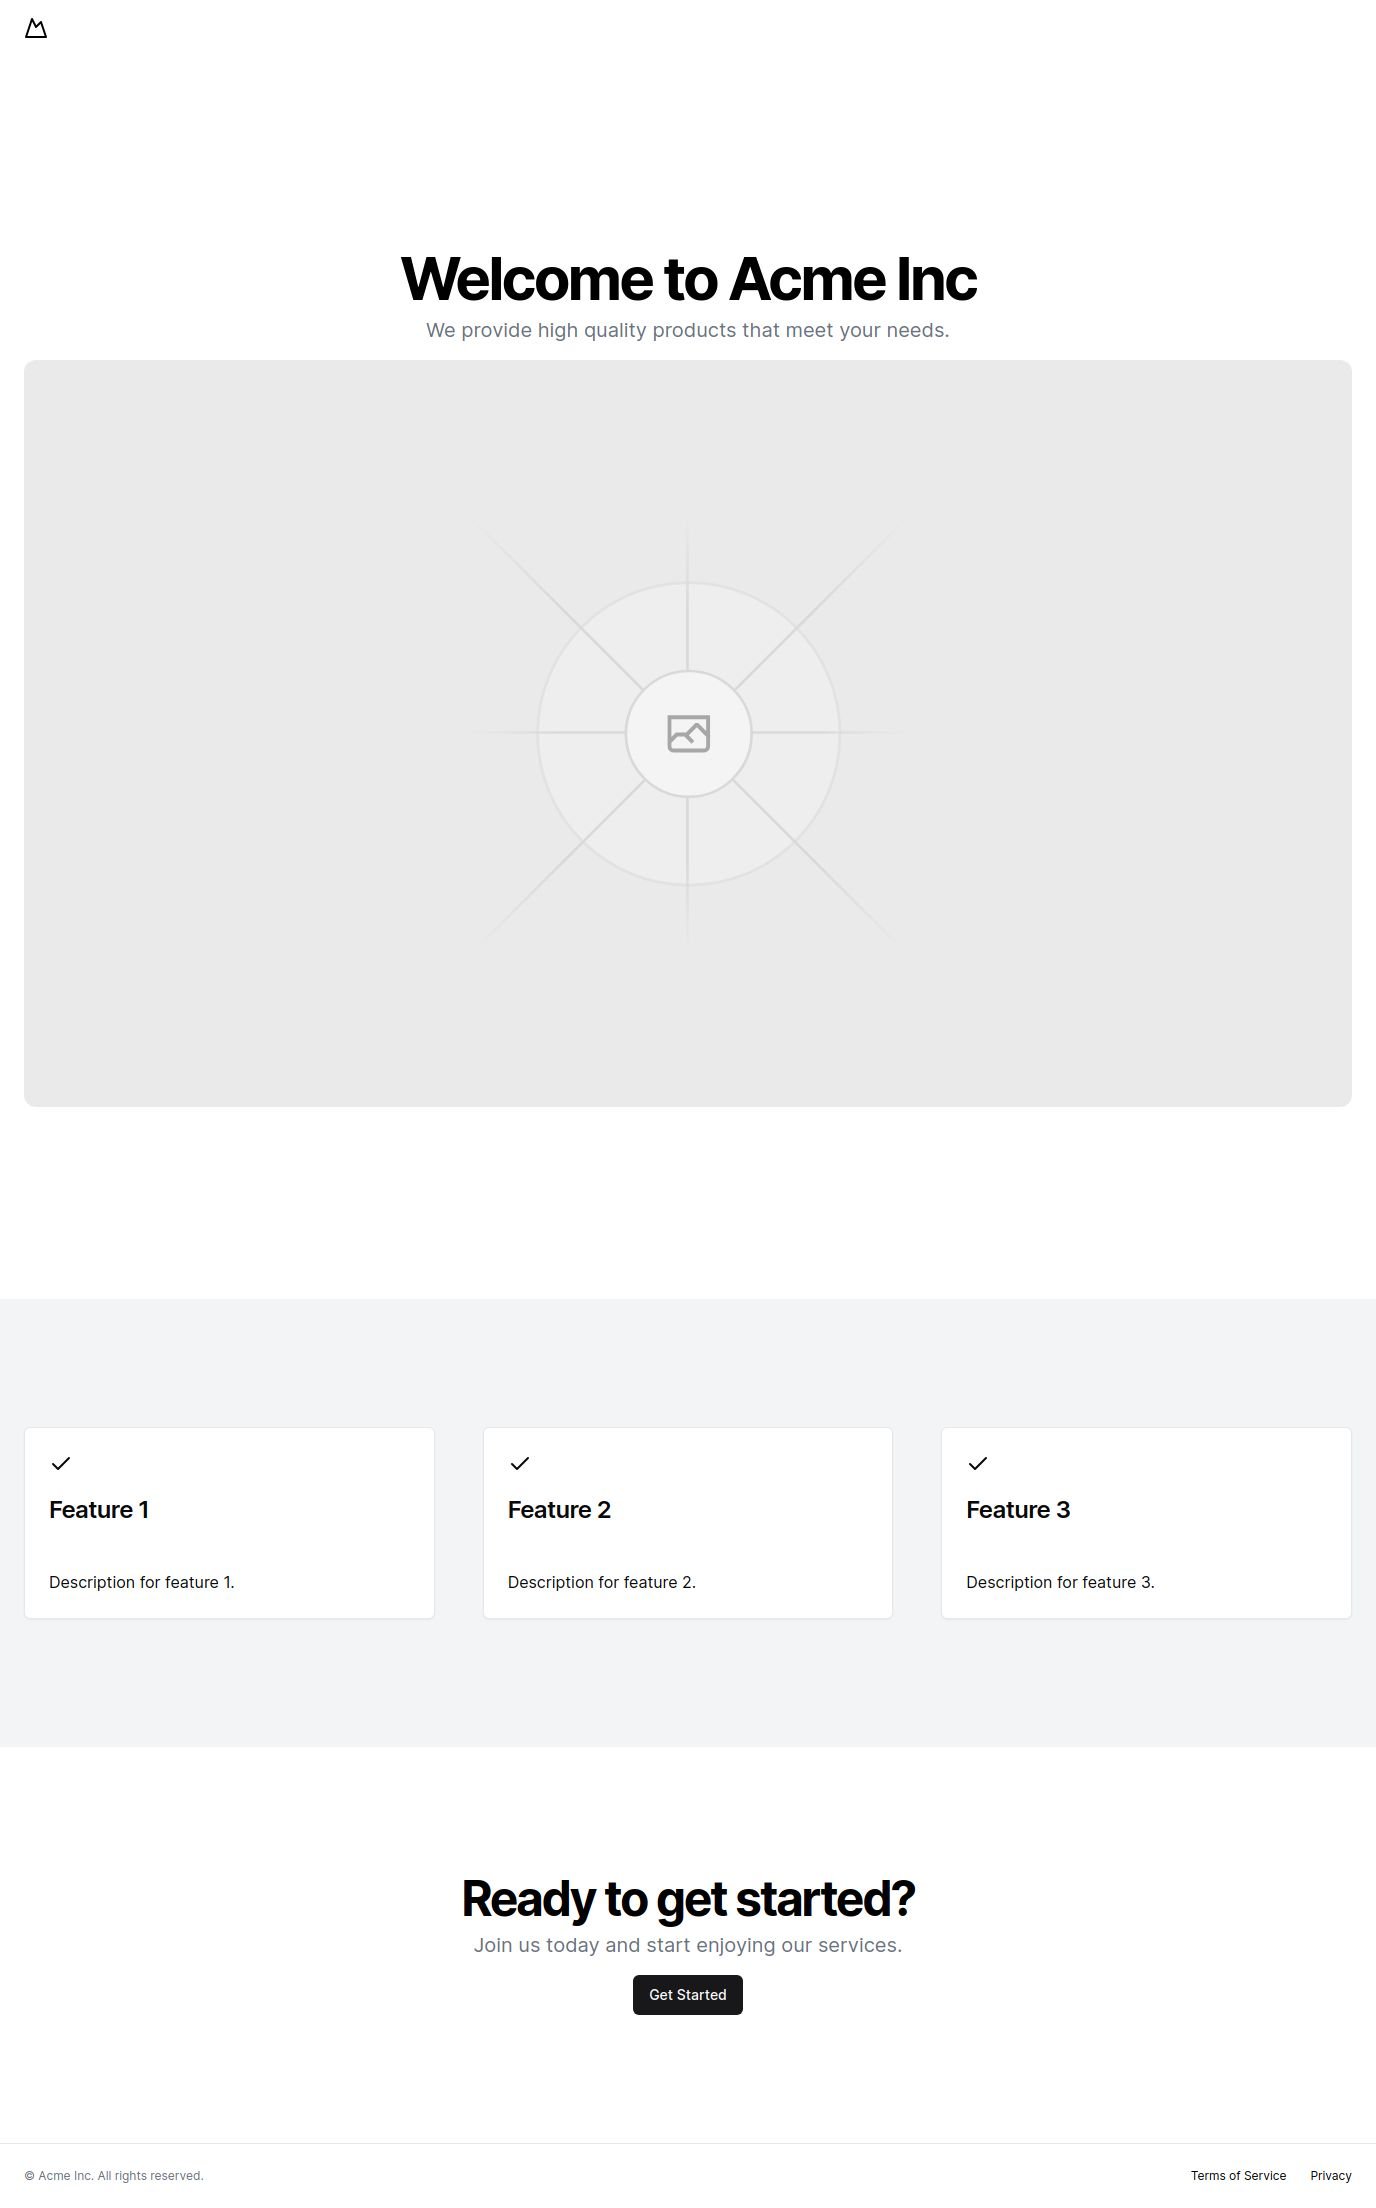 Welcome to Acme Inc
We provide high quality products that meet your needs.
Feature 1
Description for feature 1.
Feature 2
Description for feature 2.
Feature 3
Description for feature 3.
Ready to get started?
Join us today and start enjoying our services.
Get Started
© Acme Inc. All rights reserved.
Terms of Service
Privacy